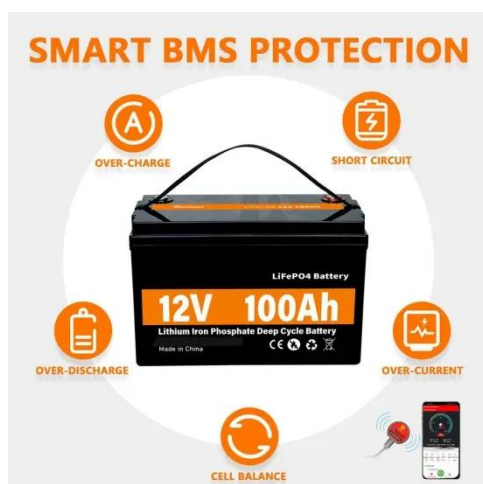 SMART BMS PROTECTION
A
OVER-CHARGE
SHORT CIRCUIT
LiFePO4 Battery
12V 100Ah
Lithium Iron Phosphate Deep Cycle Battery
Made in China
CE
OVER-DISCHARGE
OVER-CURRENT
CELL BALANCE